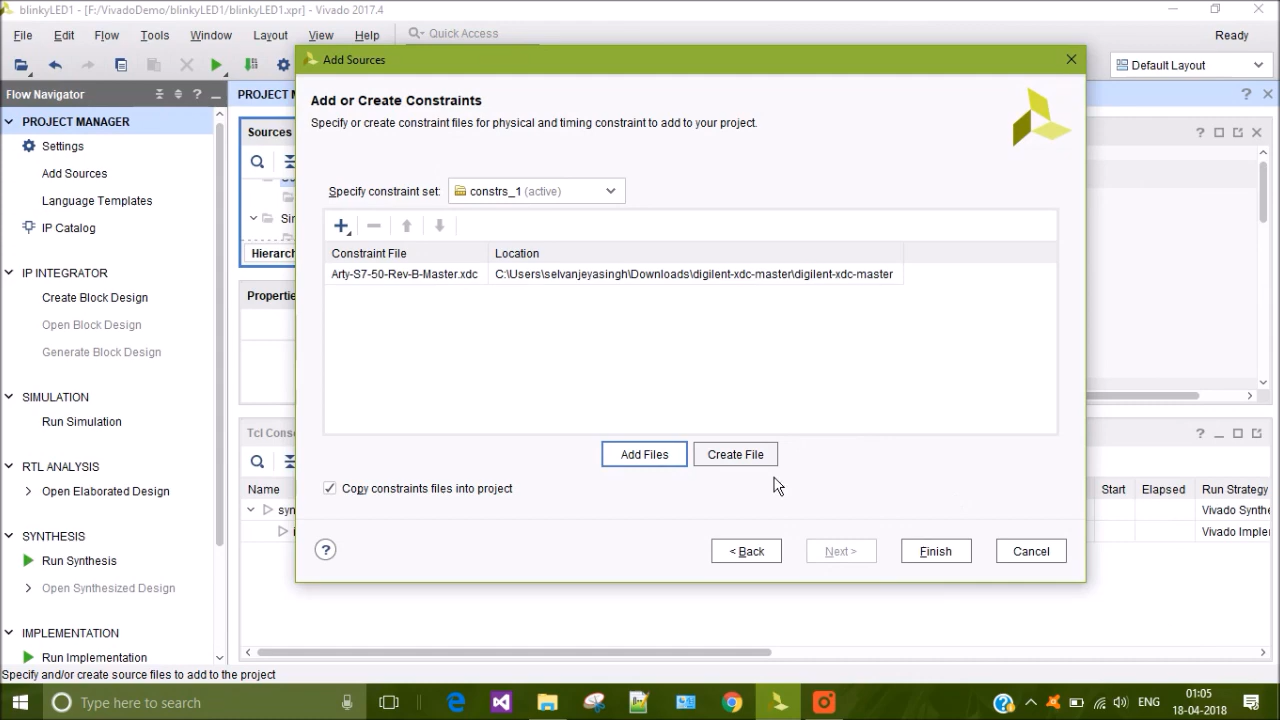 blinkyLED1 - [F:/VivadoDemo/blinkyLED1/blinkyLED1.xpr] - Vivado 2017.4
File Edit Flow Tools Window Layout View Help Quick Access Ready
Default Layout
Flow Navigator
PROJECT MANAGER
Settings
Add Sources
Language Templates
IP Catalog
IP INTEGRATOR
Create Block Design
Open Block Design
Generate Block Design
SIMULATION
Run Simulation
RTL ANALYSIS
Open Elaborated Design
SYNTHESIS
Run Synthesis
Open Synthesized Design
IMPLEMENTATION
Run Implementation
PROJECT M
Sources
Sir
Hierarch
Propertie
Tcl Cons
Name
syn
i
Start Elapsed Run Strategy
Vivado Synthe
Vivado Impler
Add Sources
Add or Create Constraints
Specify or create constraint files for physical and timing constraint to add to your project.
Specify constraint set: constrs_1 (active)
Constraint File Location
Arty-S7-50-Rev-B-Master.xdc C:\Users\selvanjeyasingh\Downloads\digilent-xdc-master\digilent-xdc-master
Add Files Create File
Copy constraints files into project
? < Back Next > Finish Cancel
Specify and/or create source files to add to the project
Type here to search
ENG
01:05
18-04-2018